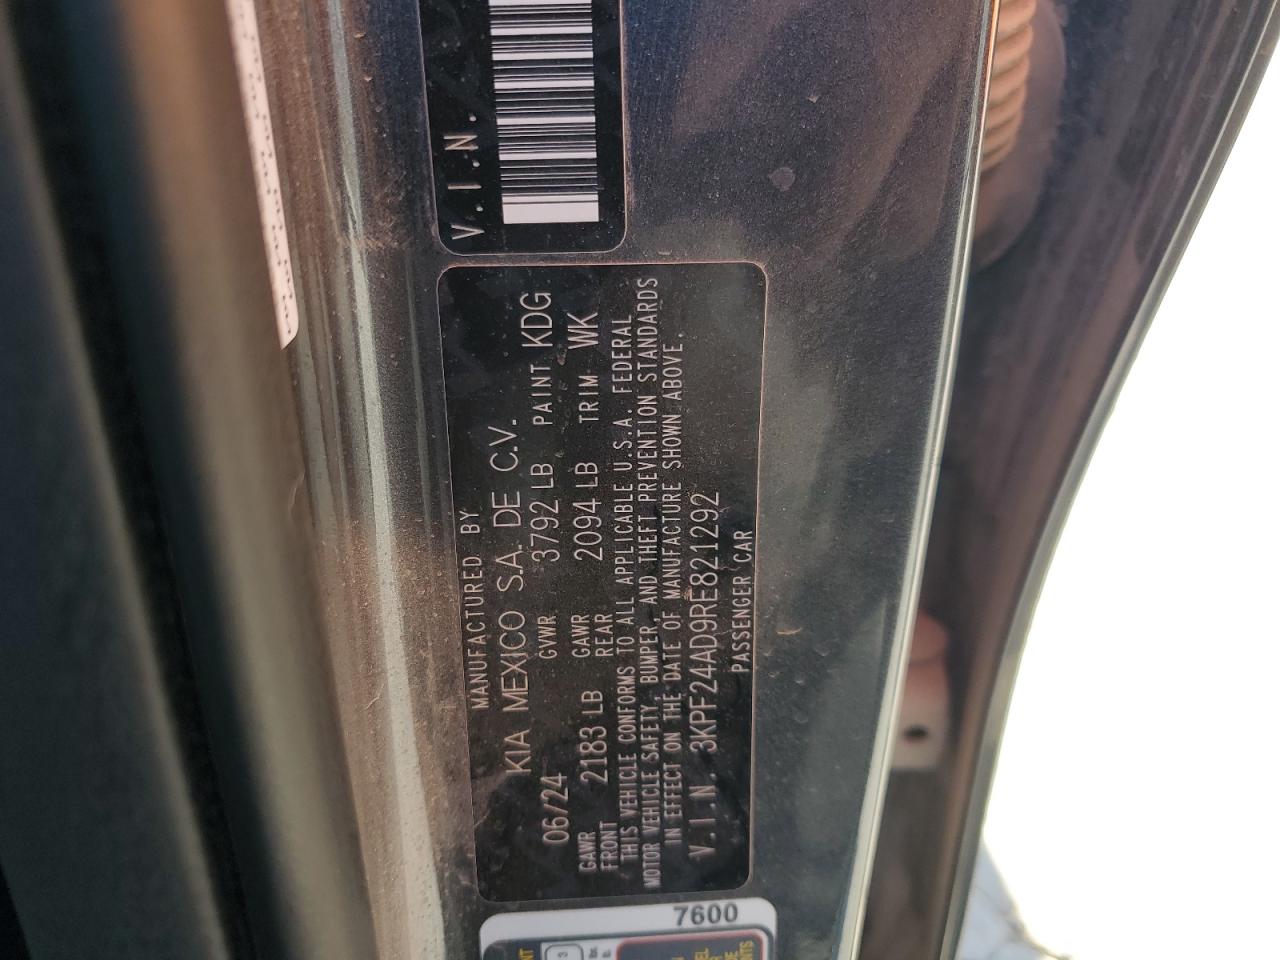 V.I.N.
MANUFACTURED BY
KIA MEXICO S.A. DE C.V.
06/24 GVWR 3792 LB PAINT KDG
GAWR FRONT 2183 LB GAWR REAR 2094 LB TRIM WK
THIS VEHICLE CONFORMS TO ALL APPLICABLE U.S.A. FEDERAL
MOTOR VEHICLE SAFETY, BUMPER, AND THEFT PREVENTION STANDARDS
IN EFFECT ON THE DATE OF MANUFACTURE SHOWN ABOVE.
V.I.N. 3KPF24AD9RE821292
PASSENGER CAR
7600